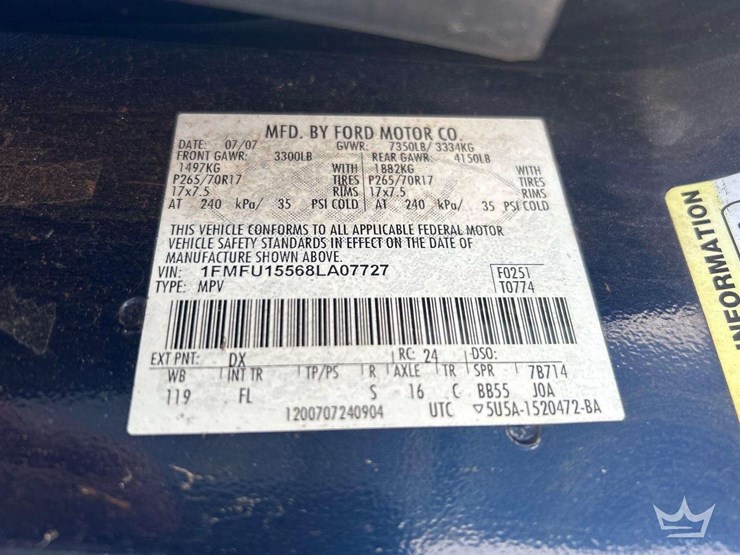 MFD. BY FORD MOTOR CO.
DATE: 07/07 GVWR: 7350LB/ 3334KG
FRONT GAWR: 3300LB REAR GAWR: 4150LB
1497KG WITH 1882KG WITH
P265/70R17 TIRES P265/70R17 TIRES
17x7.5 RIMS 17x7.5 RIMS
AT 240 kPa/ 35 PSI COLD AT 240 kPa/ 35 PSI COLD
THIS VEHICLE CONFORMS TO ALL APPLICABLE FEDERAL MOTOR
VEHICLE SAFETY STANDARDS IN EFFECT ON THE DATE OF
MANUFACTURE SHOWN ABOVE.
VIN: 1FMFU15568LA07727 F0251
TYPE: MPV T0774
EXT PNT: DX RC: 24 DSO:
WB INT TR TP/PS R AXLE TR SPR 7B714
119 FL S 16 C BB55 JOA
1200707240904 UTC ▽5U5A-1520472-BA
INFORMATION